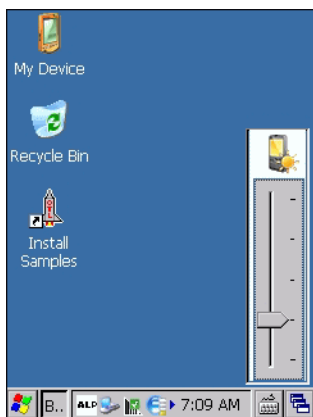 My Device
Recycle Bin
Install
Samples
B..
ALP
7:09 AM